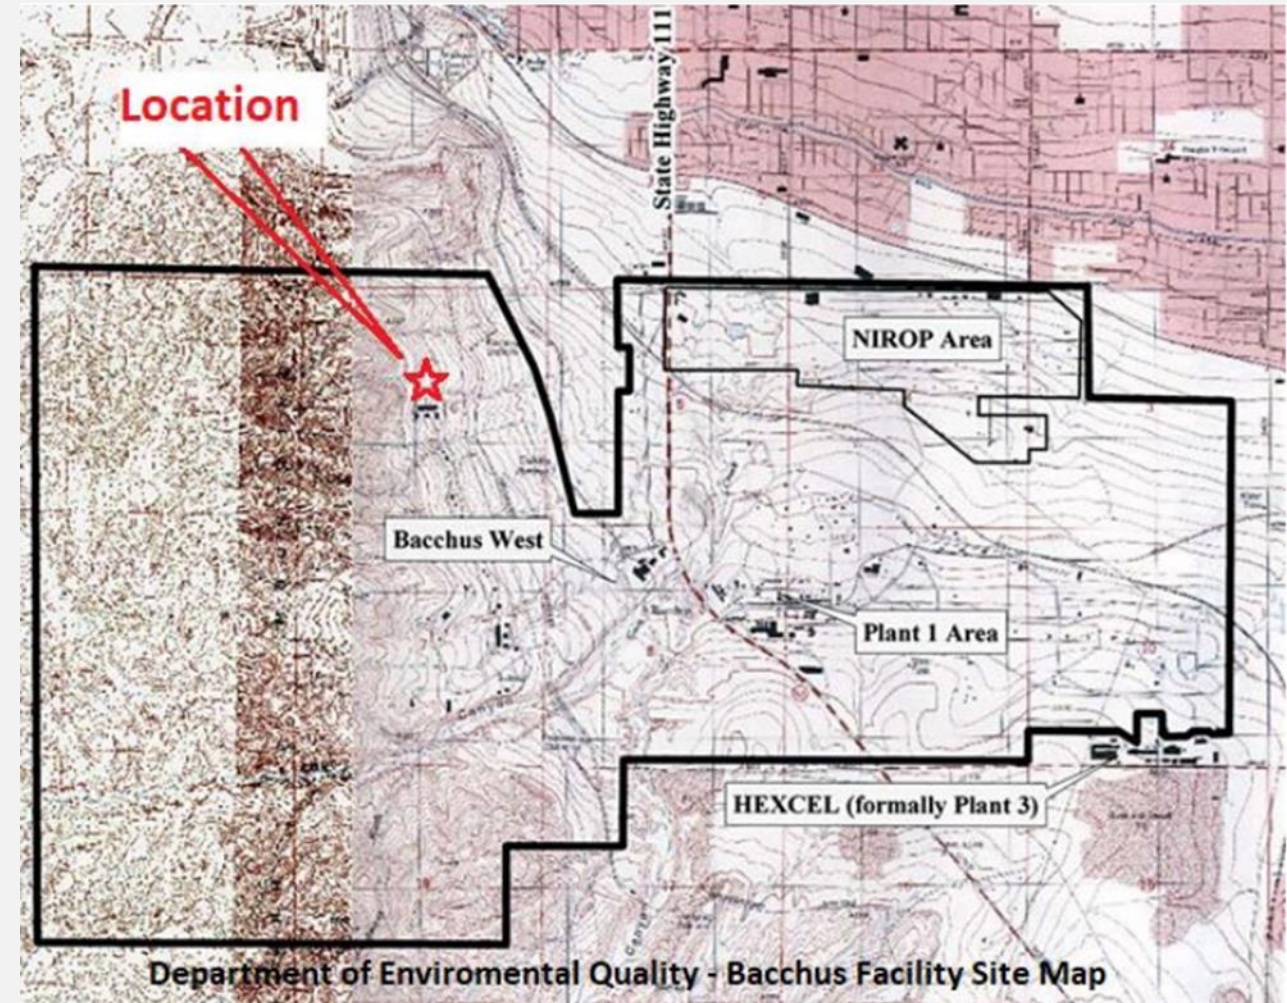 Location
State Highway 111
NIROP Area
Bacchus West
Plant 1 Area
HEXCEL (formally Plant 3)
Department of Enviromental Quality - Bacchus Facility Site Map